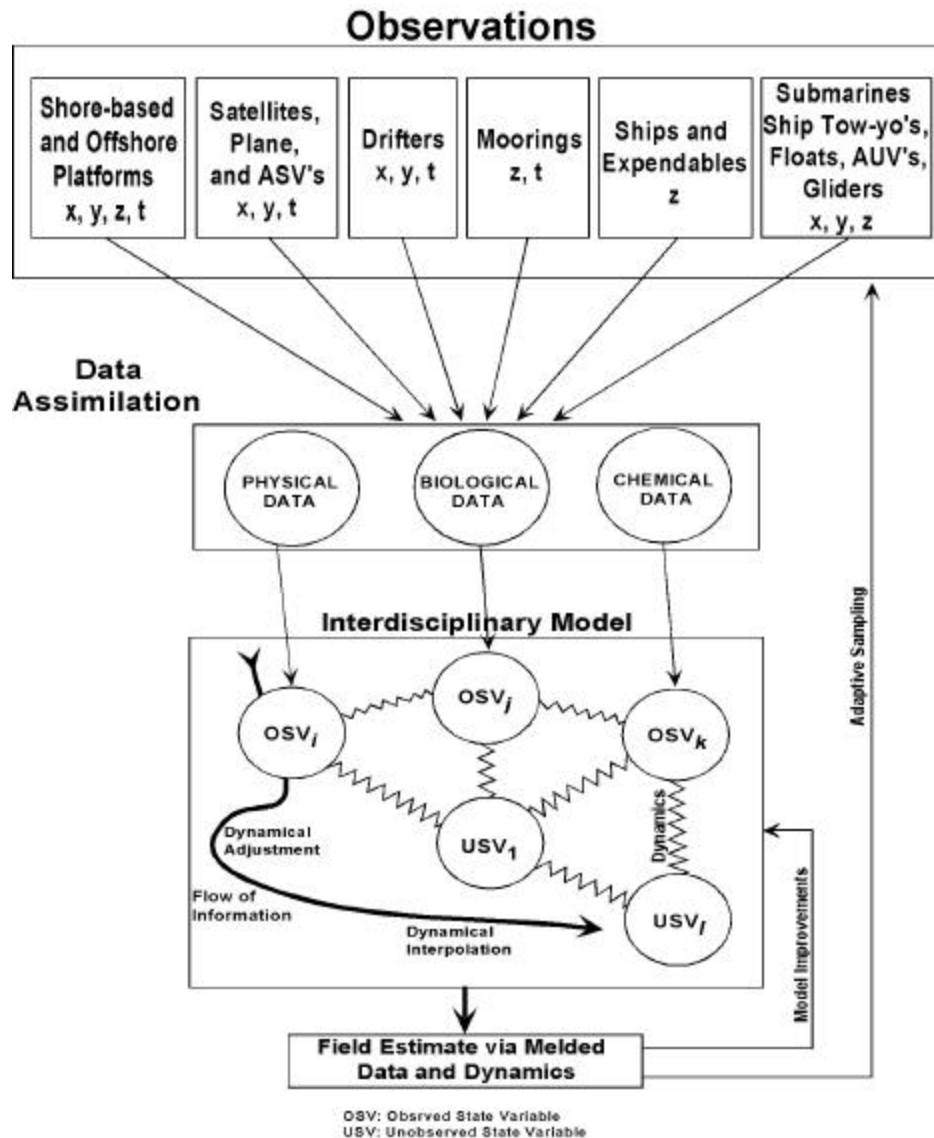 Observations
Shore-based
and Offshore
Platforms
x, y, z, t
Satellites,
Plane,
and ASV's
x, y, t
Drifters
x, y, t
Moorings
z, t
Ships and
Expendables
z
Submarines
Ship Tow-yo's,
Floats, AUV's,
Gliders
x, y, z
Data
Assimilation
PHYSICAL
DATA
BIOLOGICAL
DATA
CHEMICAL
DATA
Interdisciplinary Model
OSVi
OSVj
OSVk
USV1
USVl
Dynamics
Dynamical
Adjustment
Flow of
Information
Dynamical
Interpolation
Model Improvements
Adaptive Sampling
Field Estimate via Melded
Data and Dynamics
OSV: Obsrved State Variable
USV: Unobserved State Variable